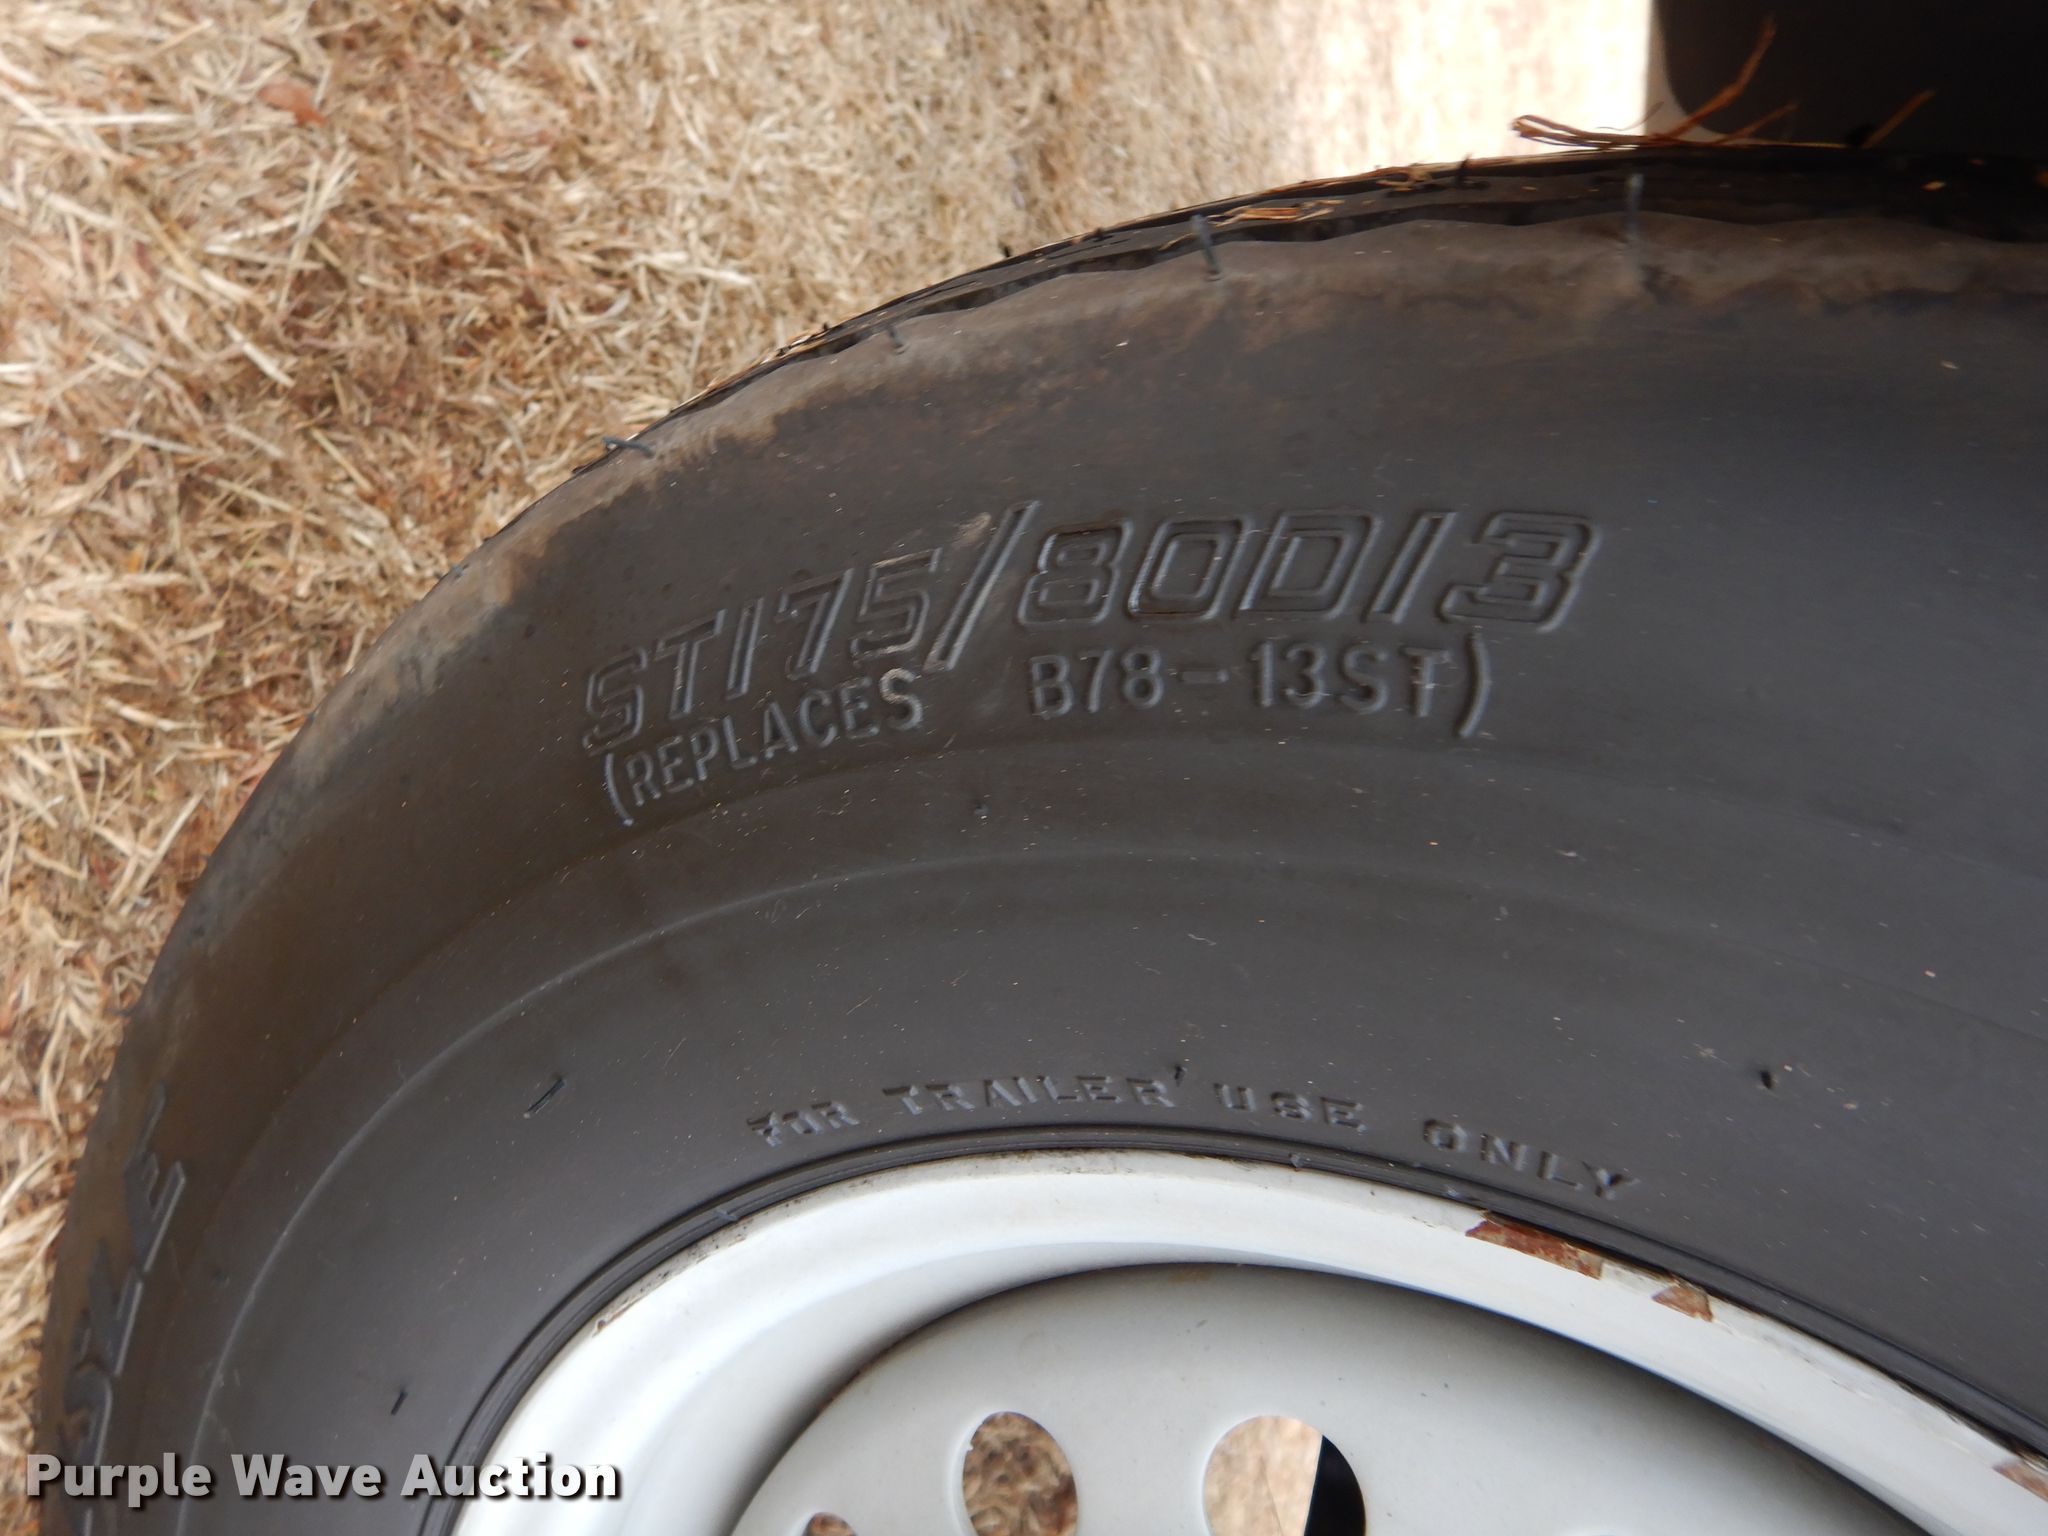 ST175/80D13
(REPLACES B78-13ST)
FOR TRAILER USE ONLY
Purple Wave Auction